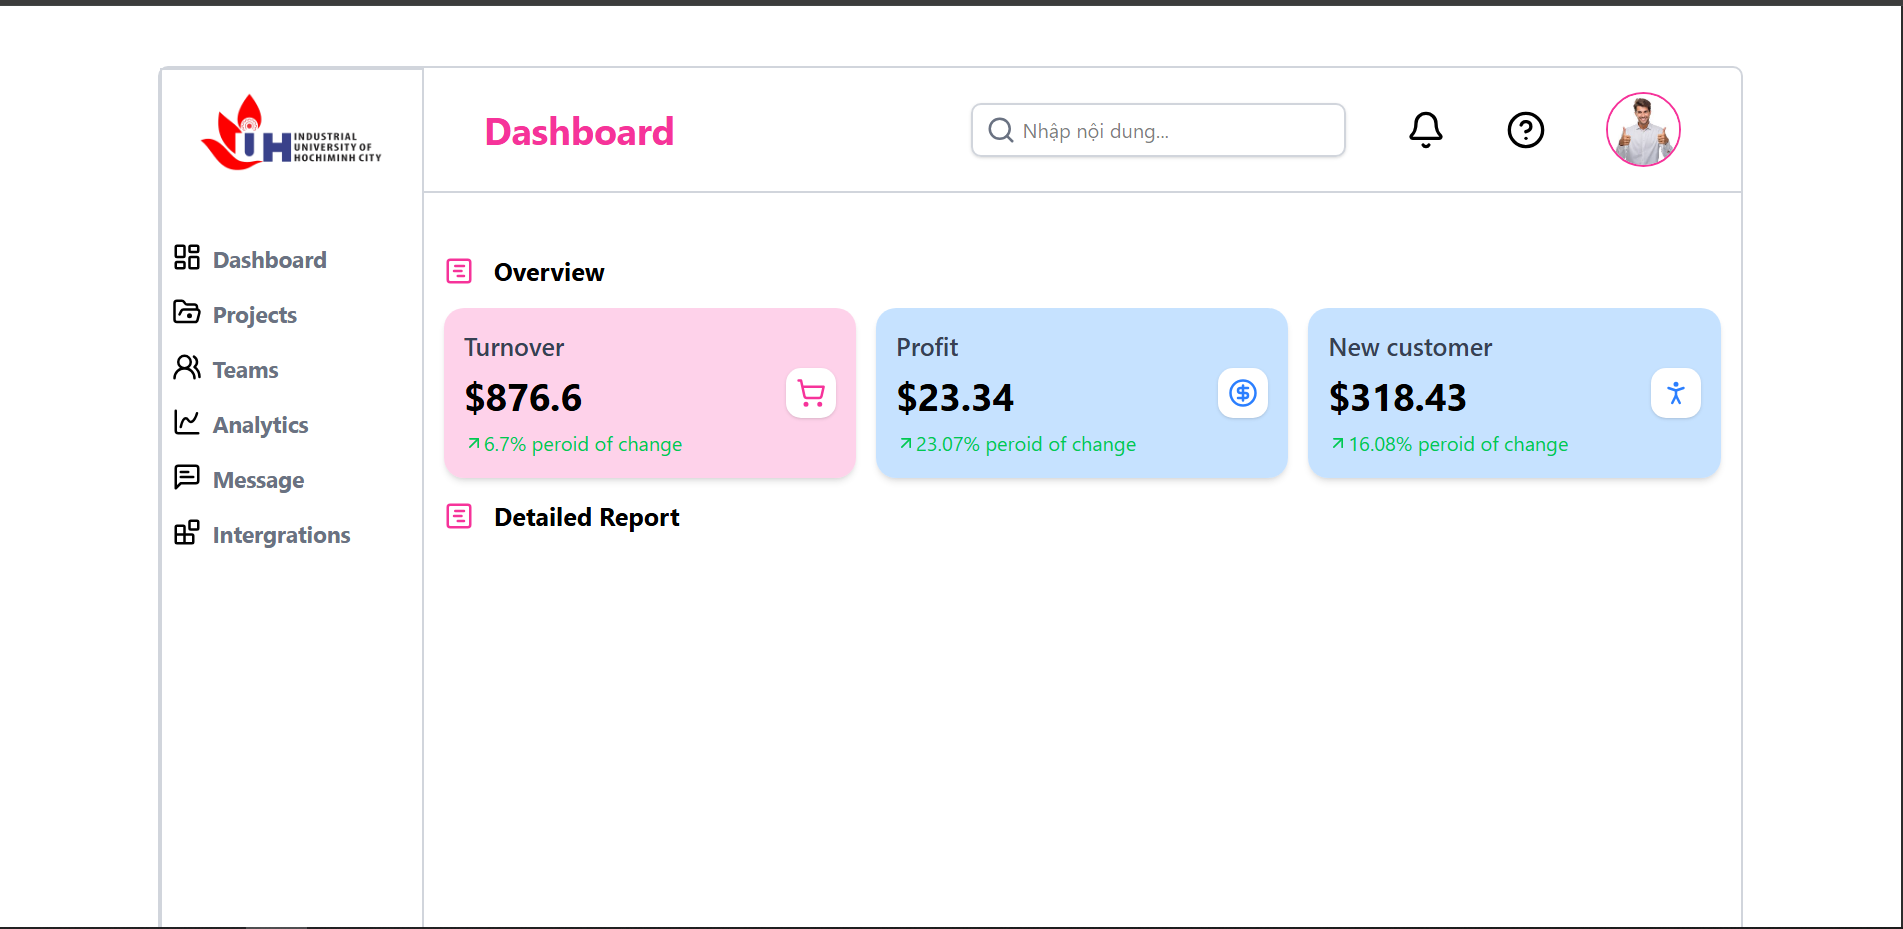 iH INDUSTRIAL
UNIVERSITY OF
HOCHIMINH CITY
Dashboard
Projects
Teams
Analytics
Message
Intergrations
Dashboard
Nhập nội dung...
Overview
Turnover
$876.6
6.7% peroid of change
Profit
$23.34
23.07% peroid of change
New customer
$318.43
16.08% peroid of change
Detailed Report